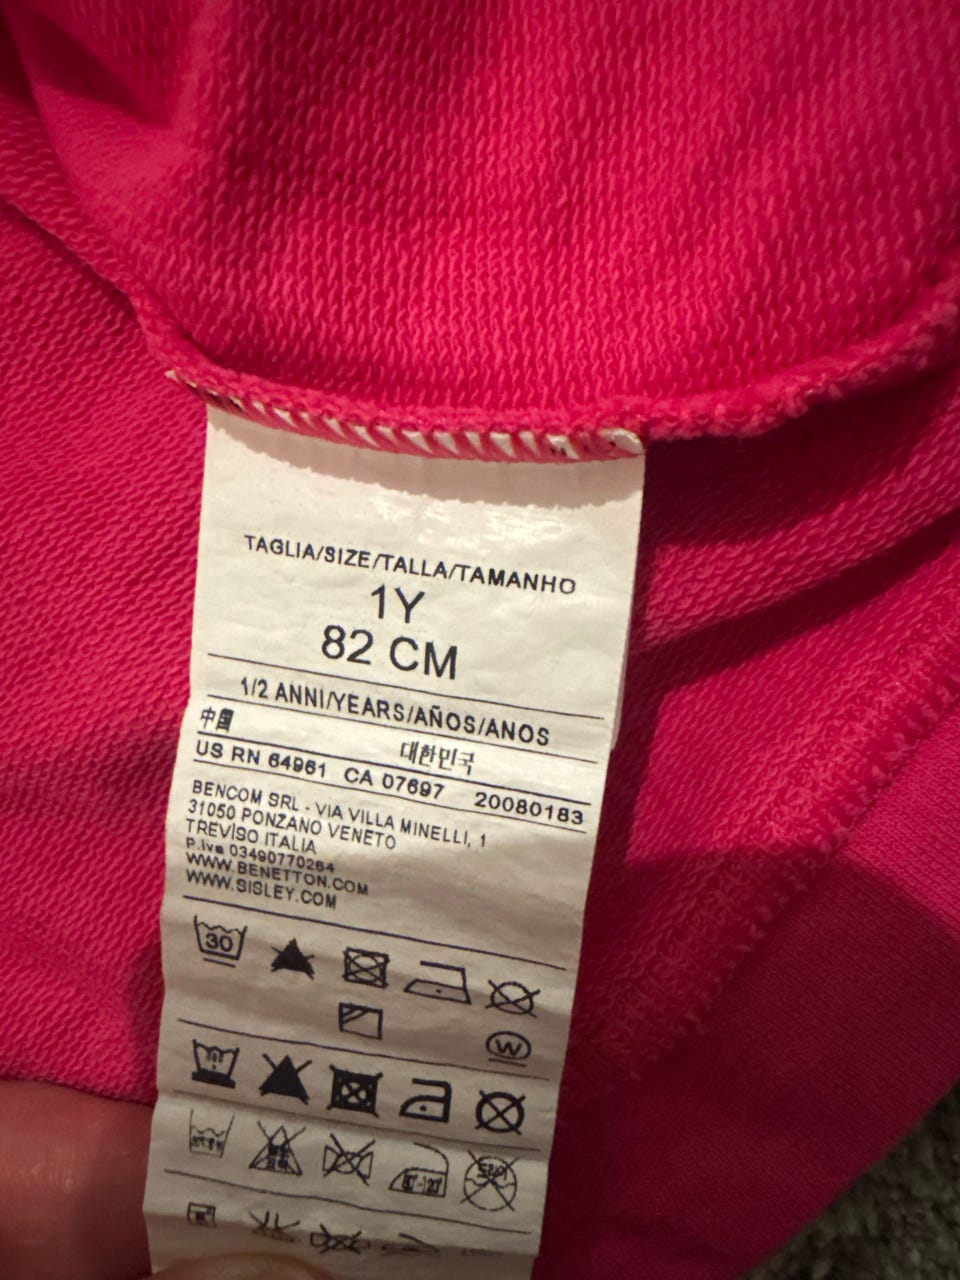 TAGLIA/SIZE/TALLA/TAMANHO
1Y
82 CM
1/2 ANNI/YEARS/AÑOS/ANOS
中国 대한민국
US RN 64961 CA 07697 20080183
BENCOM SRL - VIA VILLA MINELLI, 1
31050 PONZANO VENETO
TREVISO ITALIA
P.Iva 03490770264
WWW.BENETTON.COM
WWW.SISLEY.COM
30
W